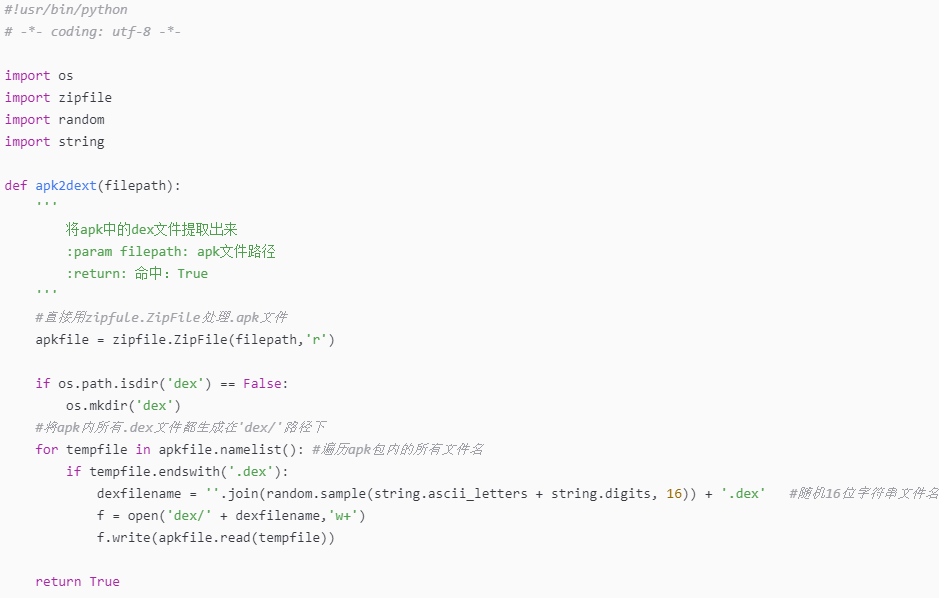 #!usr/bin/python
# -*- coding: utf-8 -*-
import os
import zipfile
import random
import string
def apk2dext(filepath):
'''
将apk中的dex文件提取出来
:param filepath: apk文件路径
:return: 命中：True
'''
#直接用zipfule.ZipFile处理.apk文件
apkfile = zipfile.ZipFile(filepath,'r')
if os.path.isdir('dex') == False:
os.mkdir('dex')
#将apk内所有.dex文件都生成在'dex/'路径下
for tempfile in apkfile.namelist(): #遍历apk包内的所有文件名
if tempfile.endswith('.dex'):
dexfilename = ''.join(random.sample(string.ascii_letters + string.digits, 16)) + '.dex' #随机16位字符串文件名
f = open('dex/' + dexfilename,'w+')
f.write(apkfile.read(tempfile))
return True